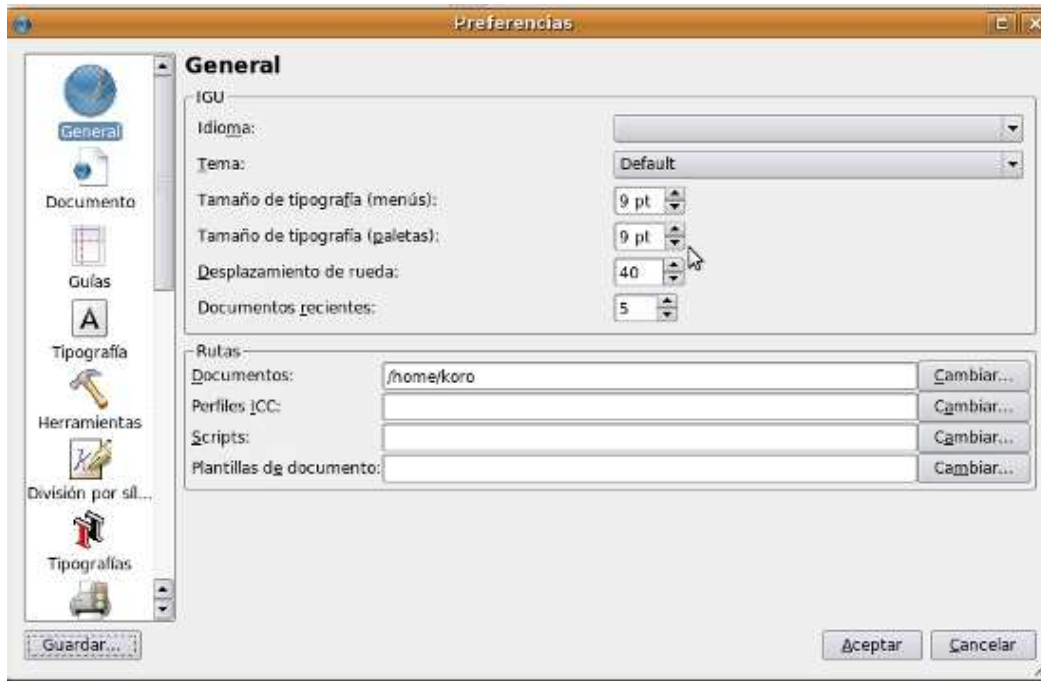 Preferencias
General
Documento
Guías
A
Tipografía
Herramientas
División por síl...
Tipografías
General
IGU
Idioma:
Tema: Default
Tamaño de tipografía (menús): 9 pt
Tamaño de tipografía (paletas): 9 pt
Desplazamiento de rueda: 40
Documentos recientes: 5
Rutas
Documentos: /home/koro Cambiar...
Perfiles ICC: Cambiar...
Scripts: Cambiar...
Plantillas de documento: Cambiar...
Guardar... Aceptar Cancelar